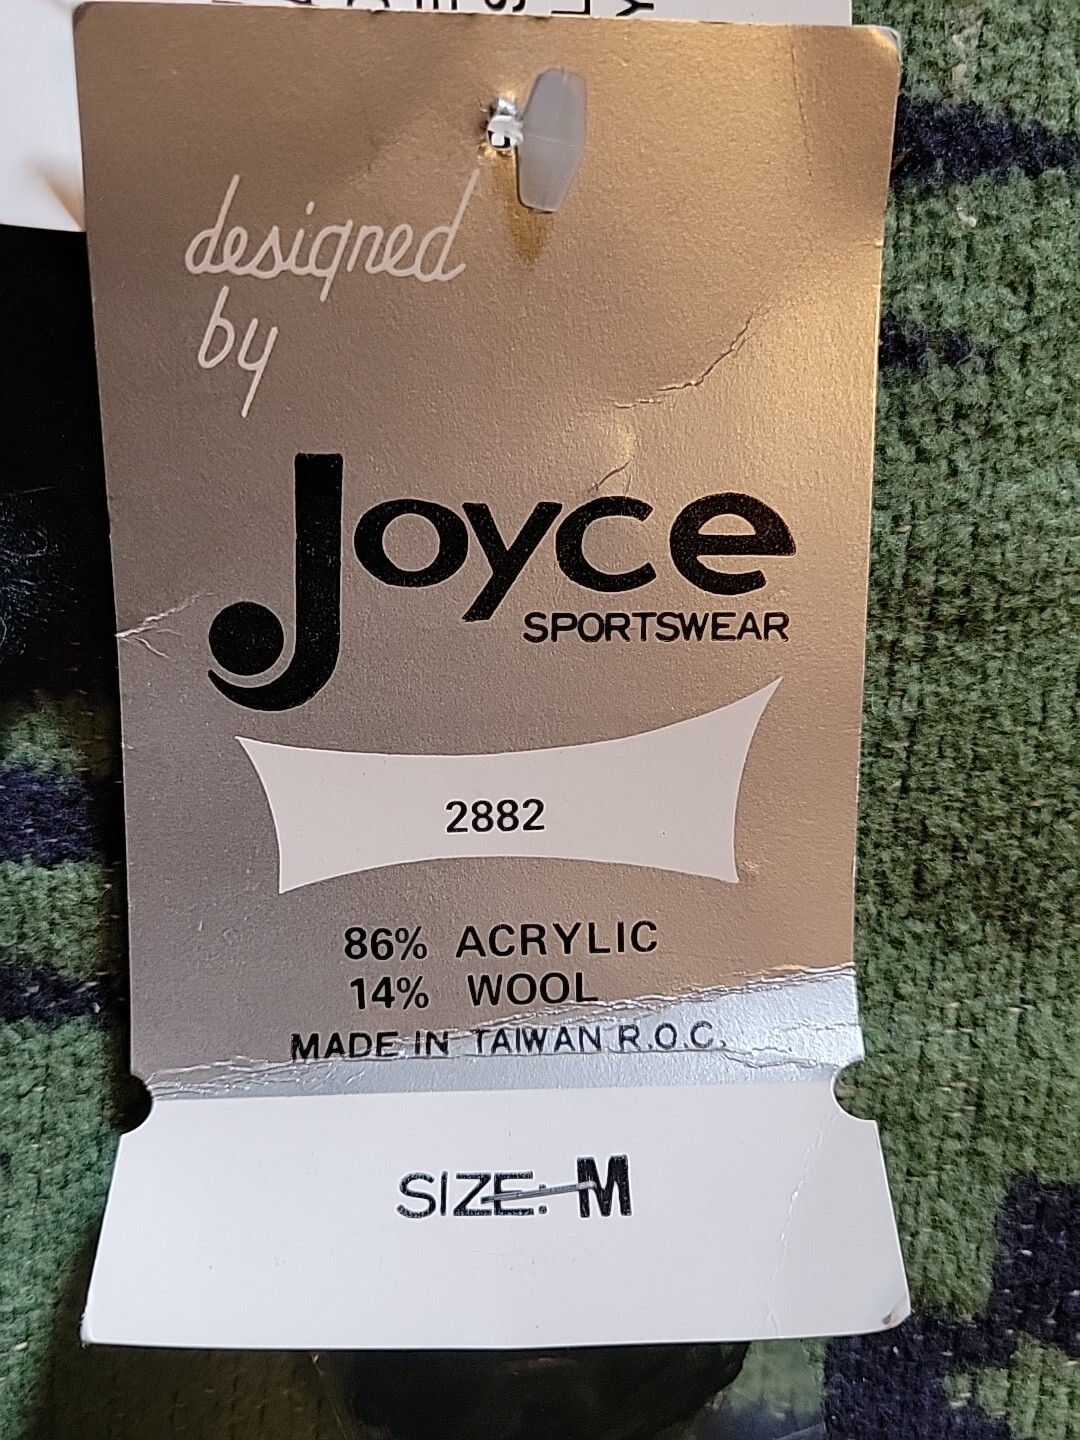 designed
by
Joyce
SPORTSWEAR
2882
86% ACRYLIC
14% WOOL
MADE IN TAIWAN R.O.C.
SIZE: M